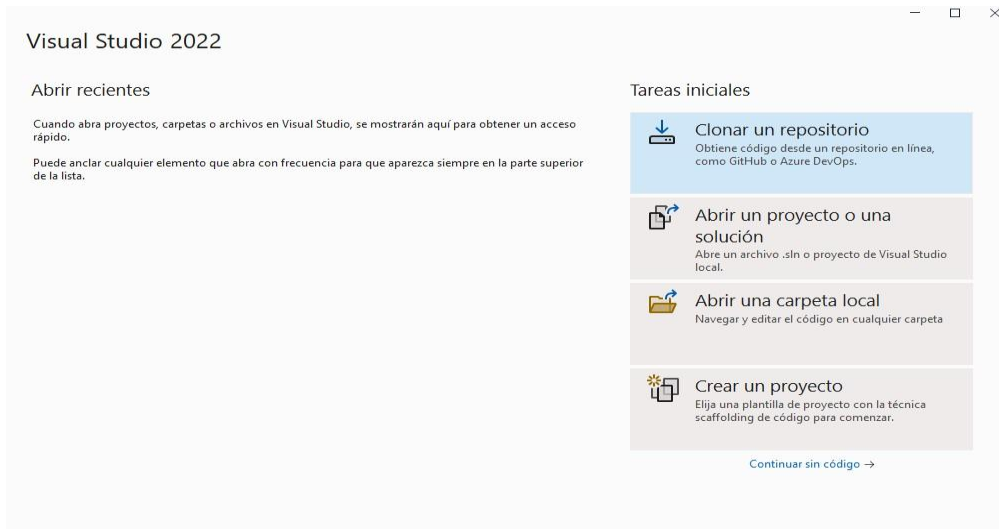 Visual Studio 2022
Abrir recientes
Cuando abra proyectos, carpetas o archivos en Visual Studio, se mostrarán aquí para obtener un acceso
rápido.
Puede anclar cualquier elemento que abra con frecuencia para que aparezca siempre en la parte superior
de la lista.
Tareas iniciales
Clonar un repositorio
Obtiene código desde un repositorio en línea,
como GitHub o Azure DevOps.
Abrir un proyecto o una
solución
Abre un archivo .sln o proyecto de Visual Studio
local.
Abrir una carpeta local
Navegar y editar el código en cualquier carpeta
Crear un proyecto
Elija una plantilla de proyecto con la técnica
scaffolding de código para comenzar.
Continuar sin código →